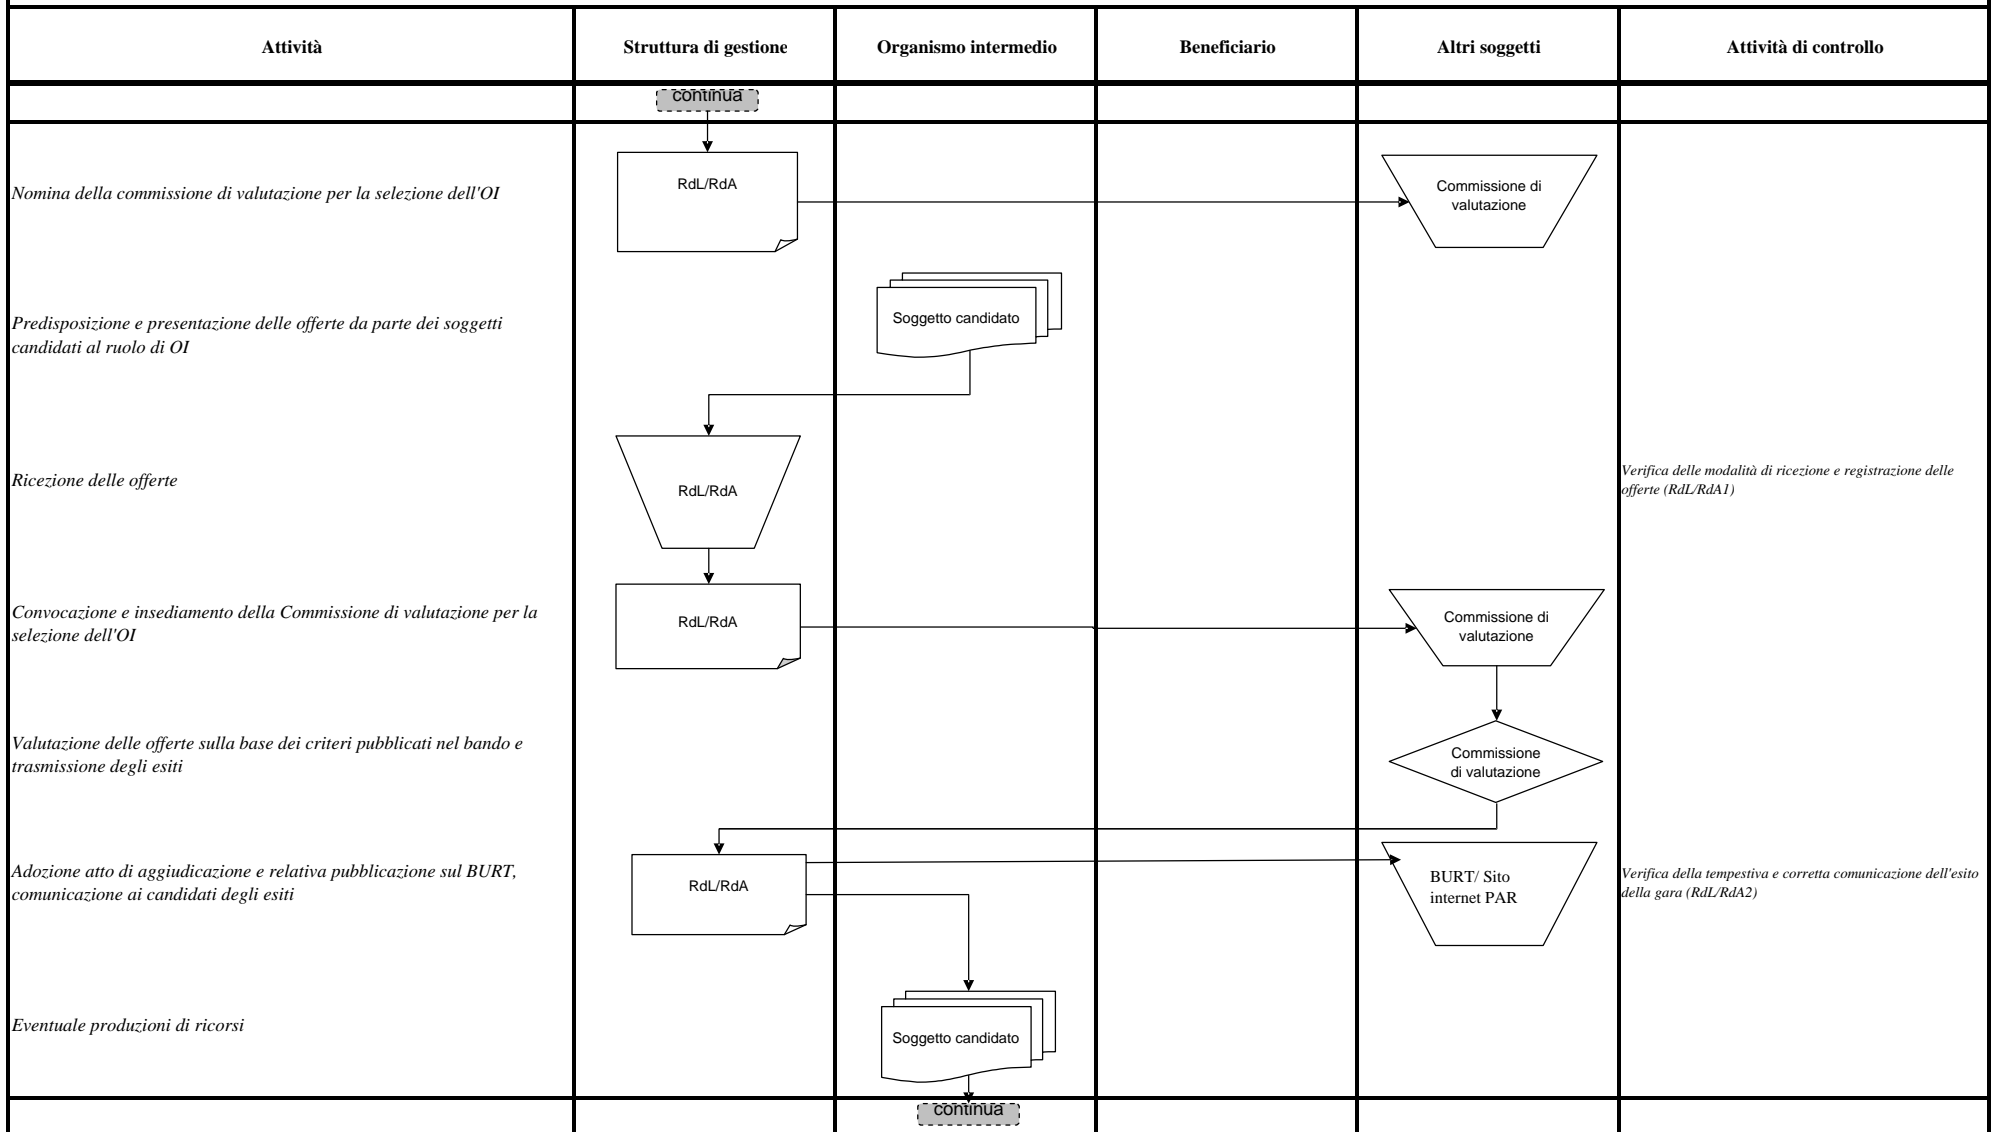 Attività
Struttura di gestione
Organismo intermedio
Beneficiario
Altri soggetti
Attività di controllo
continua
Nomina della commissione di valutazione per la selezione dell'OI
RdL/RdA
Commissione di
valutazione
Predisposizione e presentazione delle offerte da parte dei soggetti
candidati al ruolo di OI
Soggetto candidato
Ricezione delle offerte
RdL/RdA
Verifica delle modalità di ricezione e registrazione delle
offerte (RdL/RdA1)
Convocazione e insediamento della Commissione di valutazione per la
selezione dell'OI
RdL/RdA
Commissione di
valutazione
Valutazione delle offerte sulla base dei criteri pubblicati nel bando e
trasmissione degli esiti
Commissione
di valutazione
Adozione atto di aggiudicazione e relativa pubblicazione sul BURT,
comunicazione ai candidati degli esiti
RdL/RdA
BURT/ Sito
internet PAR
Verifica della tempestiva e corretta comunicazione dell'esito
della gara (RdL/RdA2)
Eventuale produzioni di ricorsi
Soggetto candidato
continua